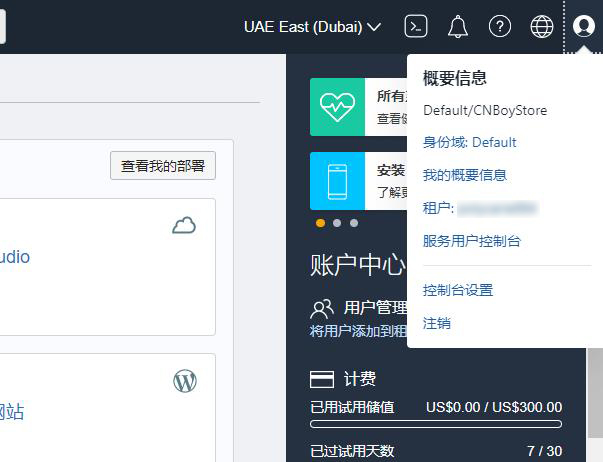 UAE East (Dubai)
概要信息
Default/CNBoyStore
身份域: Default
我的概要信息
租户:
服务用户控制台
控制台设置
注销
查看我的部署
udio
网站
所有
查看
安装
了解更
账户中心
用户管理
将用户添加到租
计费
已用试用储值 US$0.00 / US$300.00
已过试用天数 7 / 30